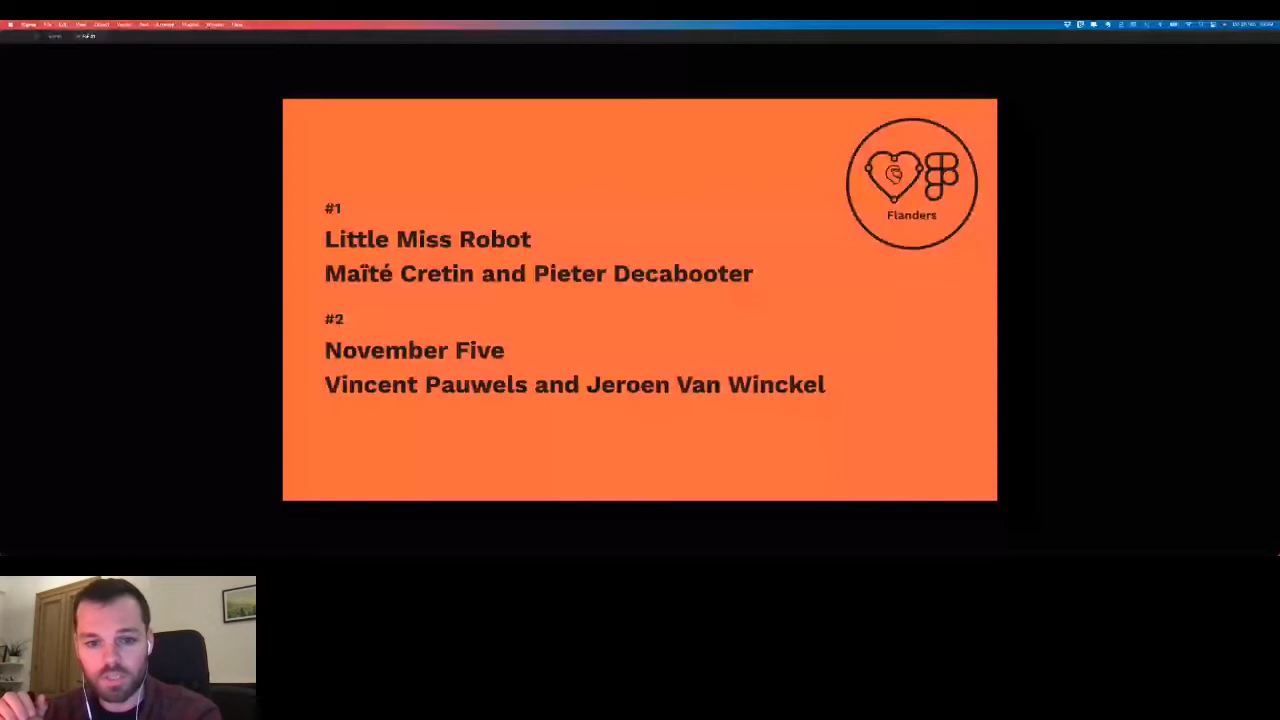 #1
Little Miss Robot
Maïté Cretin and Pieter Decabooter
#2
November Five
Vincent Pauwels and Jeroen Van Winckel
Flanders